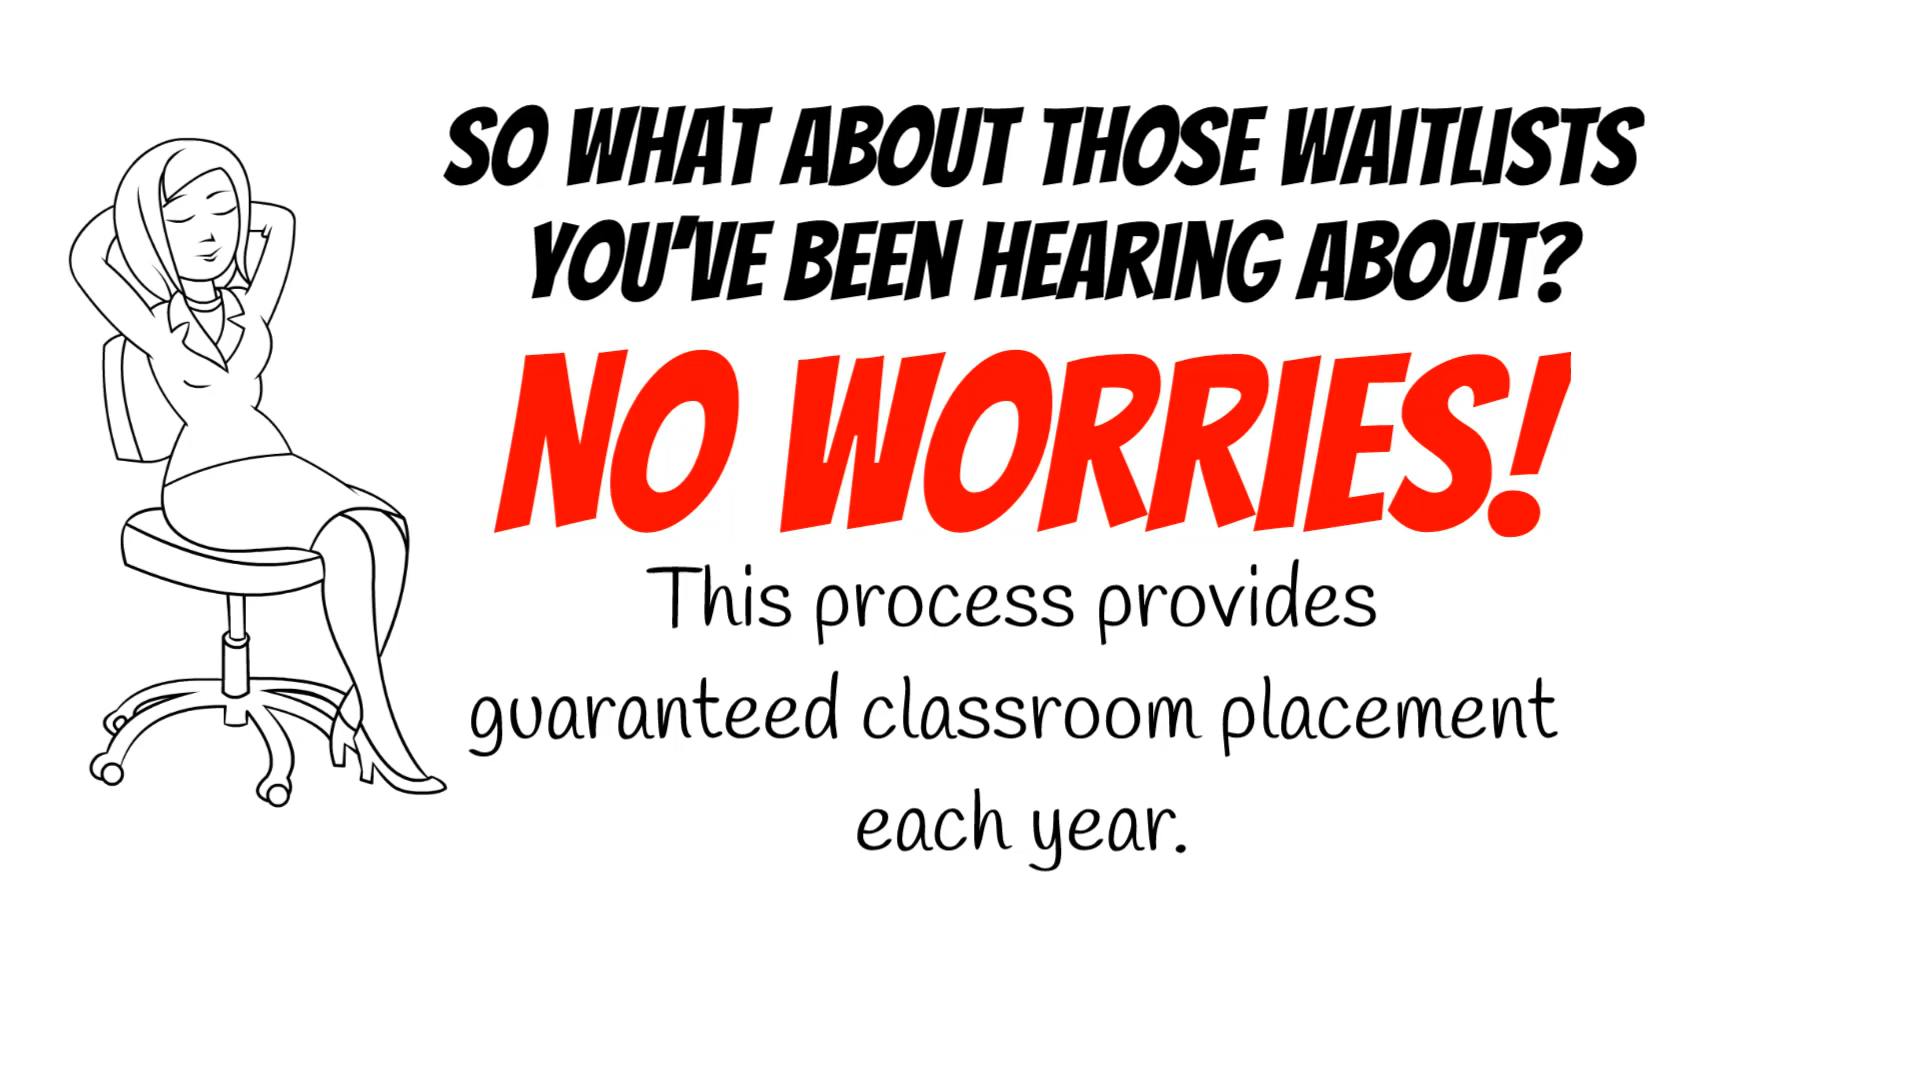 SO WHAT ABOUT THOSE WAITLISTS
YOU'VE BEEN HEARING ABOUT?
NO WORRIES!
This process provides
guaranteed classroom placement
each year.